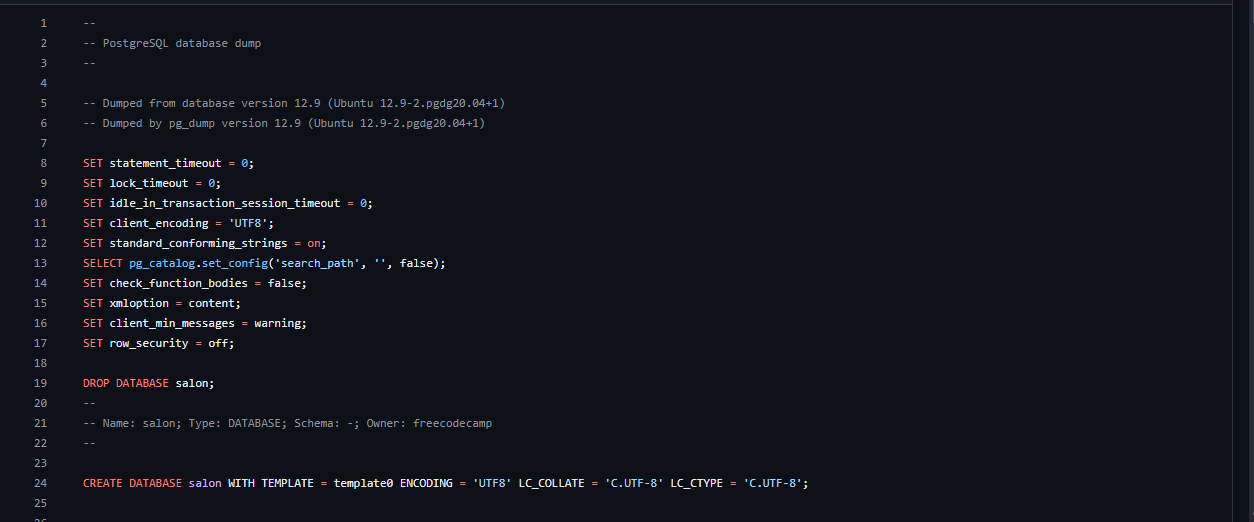 1 --
2 -- PostgreSQL database dump
3 --
4
5 -- Dumped from database version 12.9 (Ubuntu 12.9-2.pgdg20.04+1)
6 -- Dumped by pg_dump version 12.9 (Ubuntu 12.9-2.pgdg20.04+1)
7
8 SET statement_timeout = 0;
9 SET lock_timeout = 0;
10 SET idle_in_transaction_session_timeout = 0;
11 SET client_encoding = 'UTF8';
12 SET standard_conforming_strings = on;
13 SELECT pg_catalog.set_config('search_path', '', false);
14 SET check_function_bodies = false;
15 SET xmloption = content;
16 SET client_min_messages = warning;
17 SET row_security = off;
18
19 DROP DATABASE salon;
20 --
21 -- Name: salon; Type: DATABASE; Schema: -; Owner: freecodecamp
22 --
23
24 CREATE DATABASE salon WITH TEMPLATE = template0 ENCODING = 'UTF8' LC_COLLATE = 'C.UTF-8' LC_CTYPE = 'C.UTF-8';
25